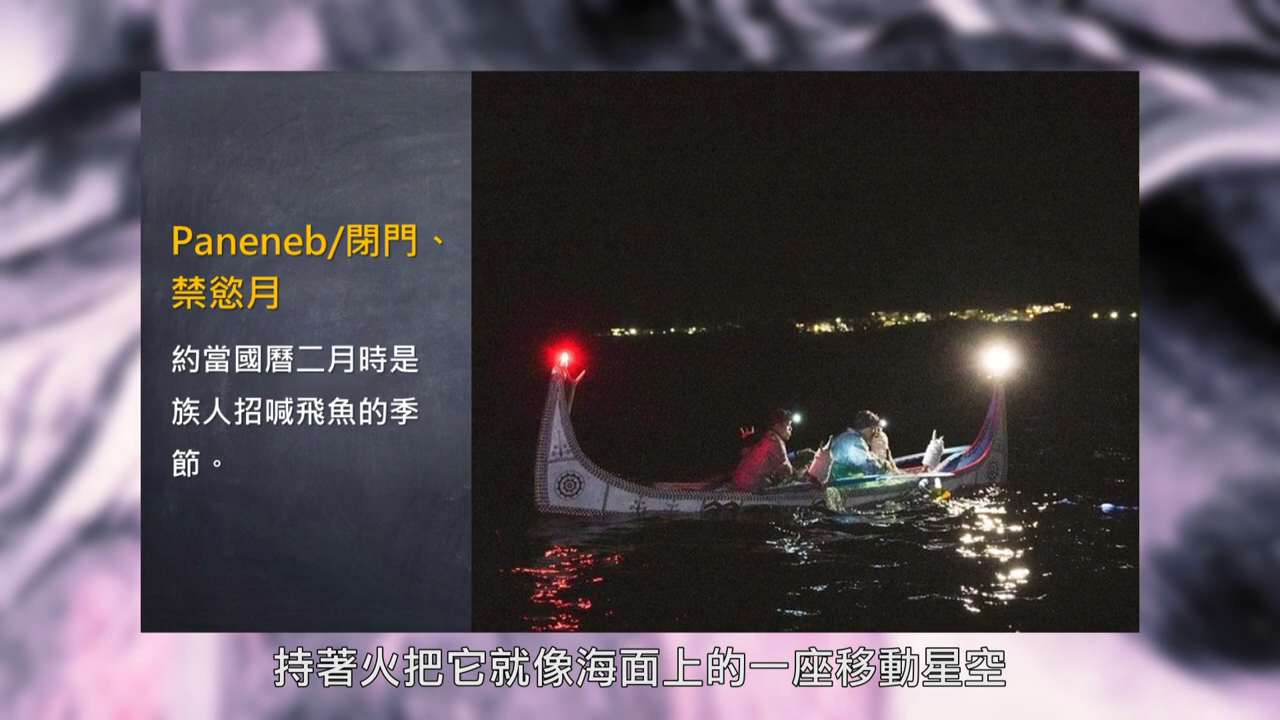 Paneneb/閉門、
禁慾月
約當國曆二月時是
族人招喊飛魚的季
節。
持著火把它就像海面上的一座移動星空